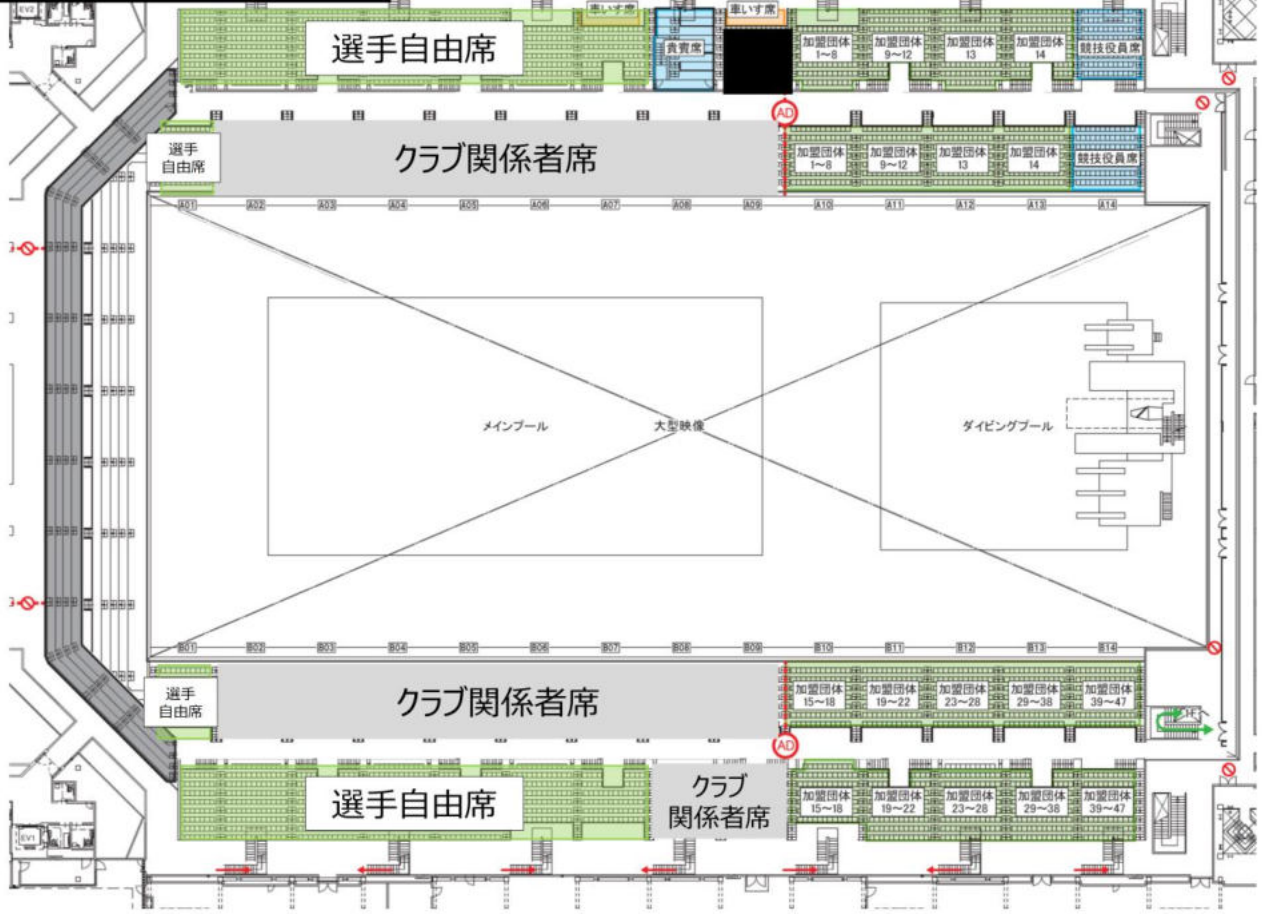 EV2
車いす席
車いす席
選手自由席
貴賓席
加盟団体
1～8
加盟団体
9～12
加盟団体
13
加盟団体
14
競技役員席
AD
選手
自由席
クラブ関係者席
加盟団体
1～8
加盟団体
9～12
加盟団体
13
加盟団体
14
競技役員席
A01
A02
A03
A04
A05
A06
A07
A08
A09
A10
A11
A12
A13
A14
メインプール
大型映像
ダイビングプール
B01
B02
B03
B04
B05
B06
B07
B08
B09
B10
B11
B12
B13
B14
選手
自由席
クラブ関係者席
加盟団体
15～18
加盟団体
19～22
加盟団体
23～28
加盟団体
29～38
加盟団体
39～47
1F
AD
選手自由席
クラブ
関係者席
加盟団体
15～18
加盟団体
19～22
加盟団体
23～28
加盟団体
29～38
加盟団体
39～47
EV1